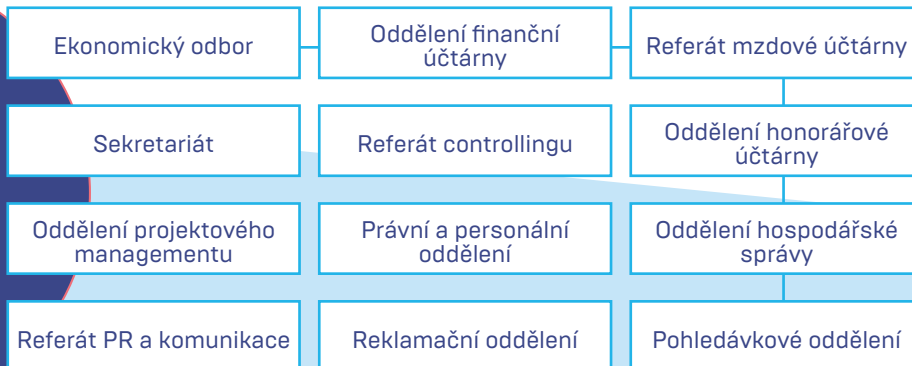 Ekonomický odbor
Oddělení finanční
účtárny
Referát mzdové účtárny
Sekretariát
Referát controllingu
Oddělení honorářové
účtárny
Oddělení projektového
managementu
Právní a personální
oddělení
Oddělení hospodářské
správy
Referát PR a komunikace
Reklamační oddělení
Pohledávkové oddělení